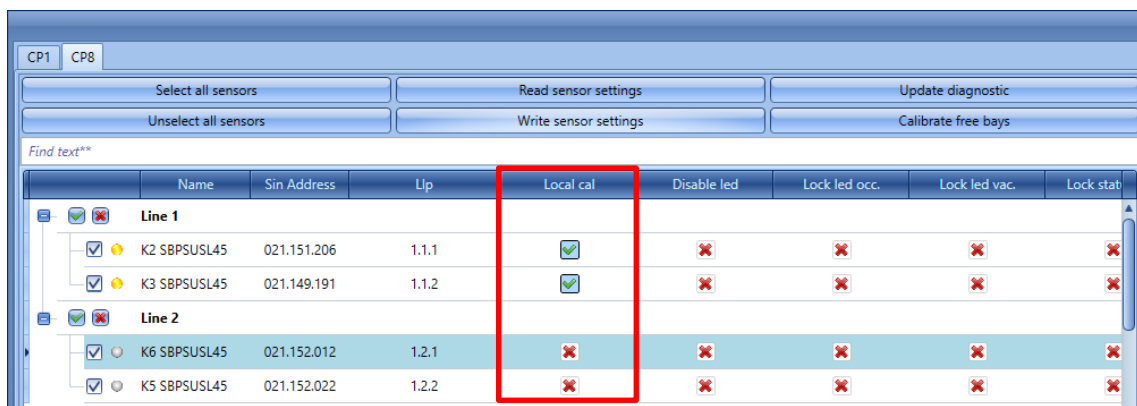 CP1 CP8
Select all sensors Read sensor settings Update diagnostic
Unselect all sensors Write sensor settings Calibrate free bays
Find text**
Name Sin Address Llp Local cal Disable led Lock led occ. Lock led vac. Lock stat
Line 1
K2 SBPSUSL45 021.151.206 1.1.1
K3 SBPSUSL45 021.149.191 1.1.2
Line 2
K6 SBPSUSL45 021.152.012 1.2.1
K5 SBPSUSL45 021.152.022 1.2.2